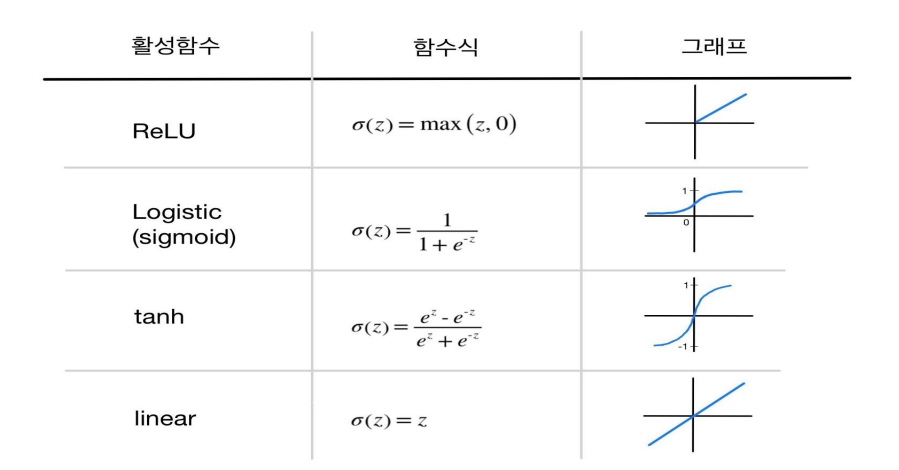 활성함수 함수식 그래프
ReLU σ(z) = max (z, 0)
Logistic
(sigmoid) σ(z) = 1 / (1 + e^-z) 1 0
tanh σ(z) = (e^z - e^-z) / (e^z + e^-z) 1 -1
linear σ(z) = z